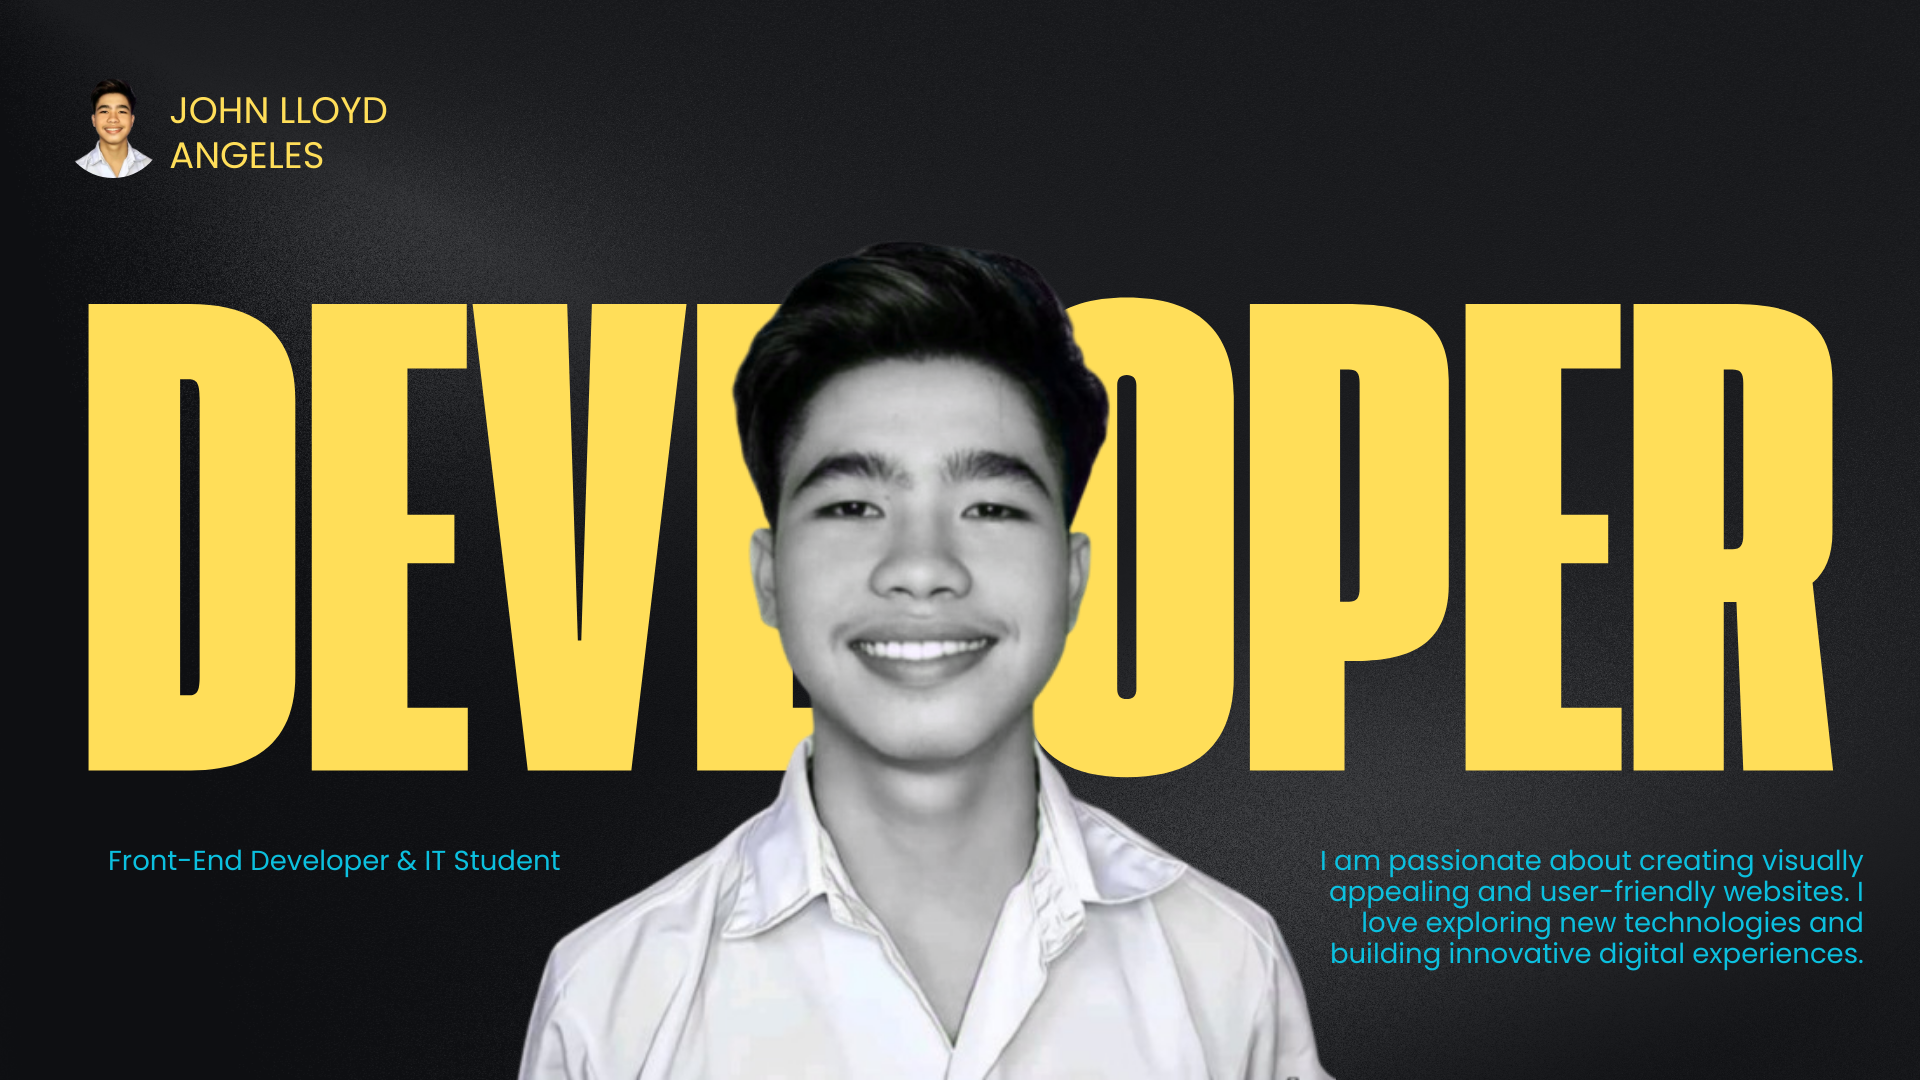 JOHN LLOYD
ANGELES
DEVELOPER
Front-End Developer & IT Student
I am passionate about creating visually
appealing and user-friendly websites. I
love exploring new technologies and
building innovative digital experiences.